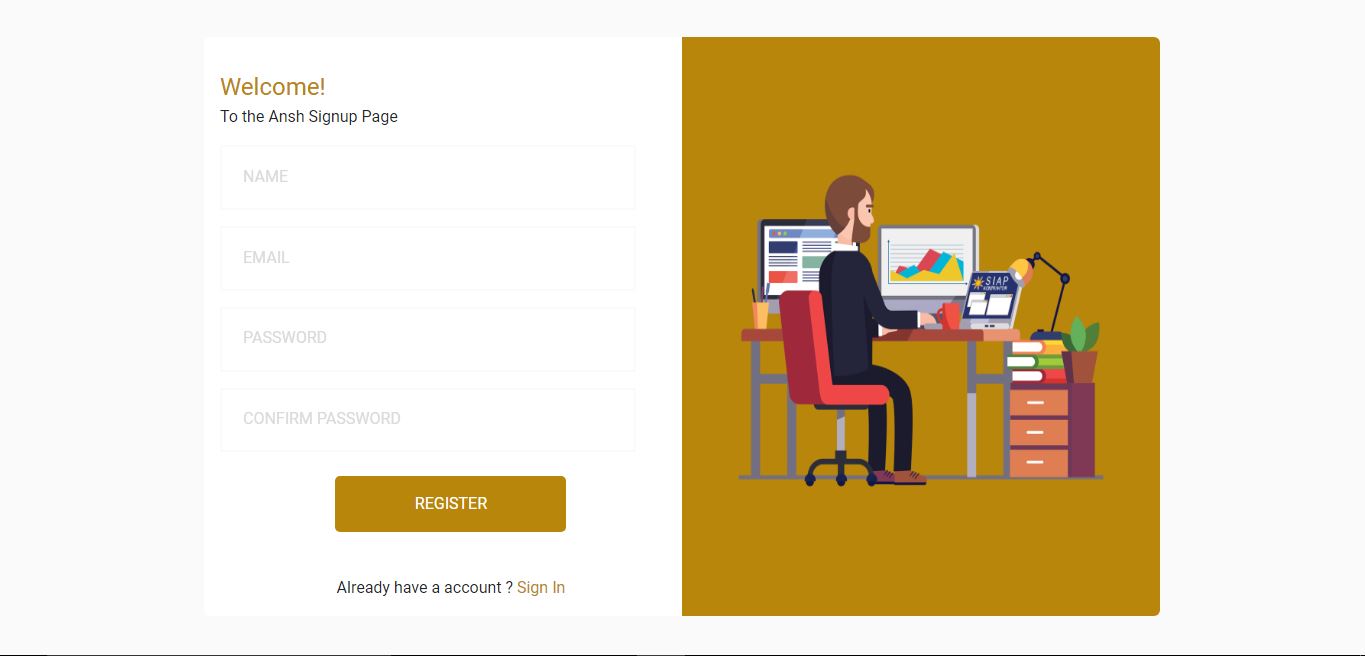 Welcome!
To the Ansh Signup Page
NAME
EMAIL
PASSWORD
CONFIRM PASSWORD
REGISTER
Already have a account ? Sign In
SIAP